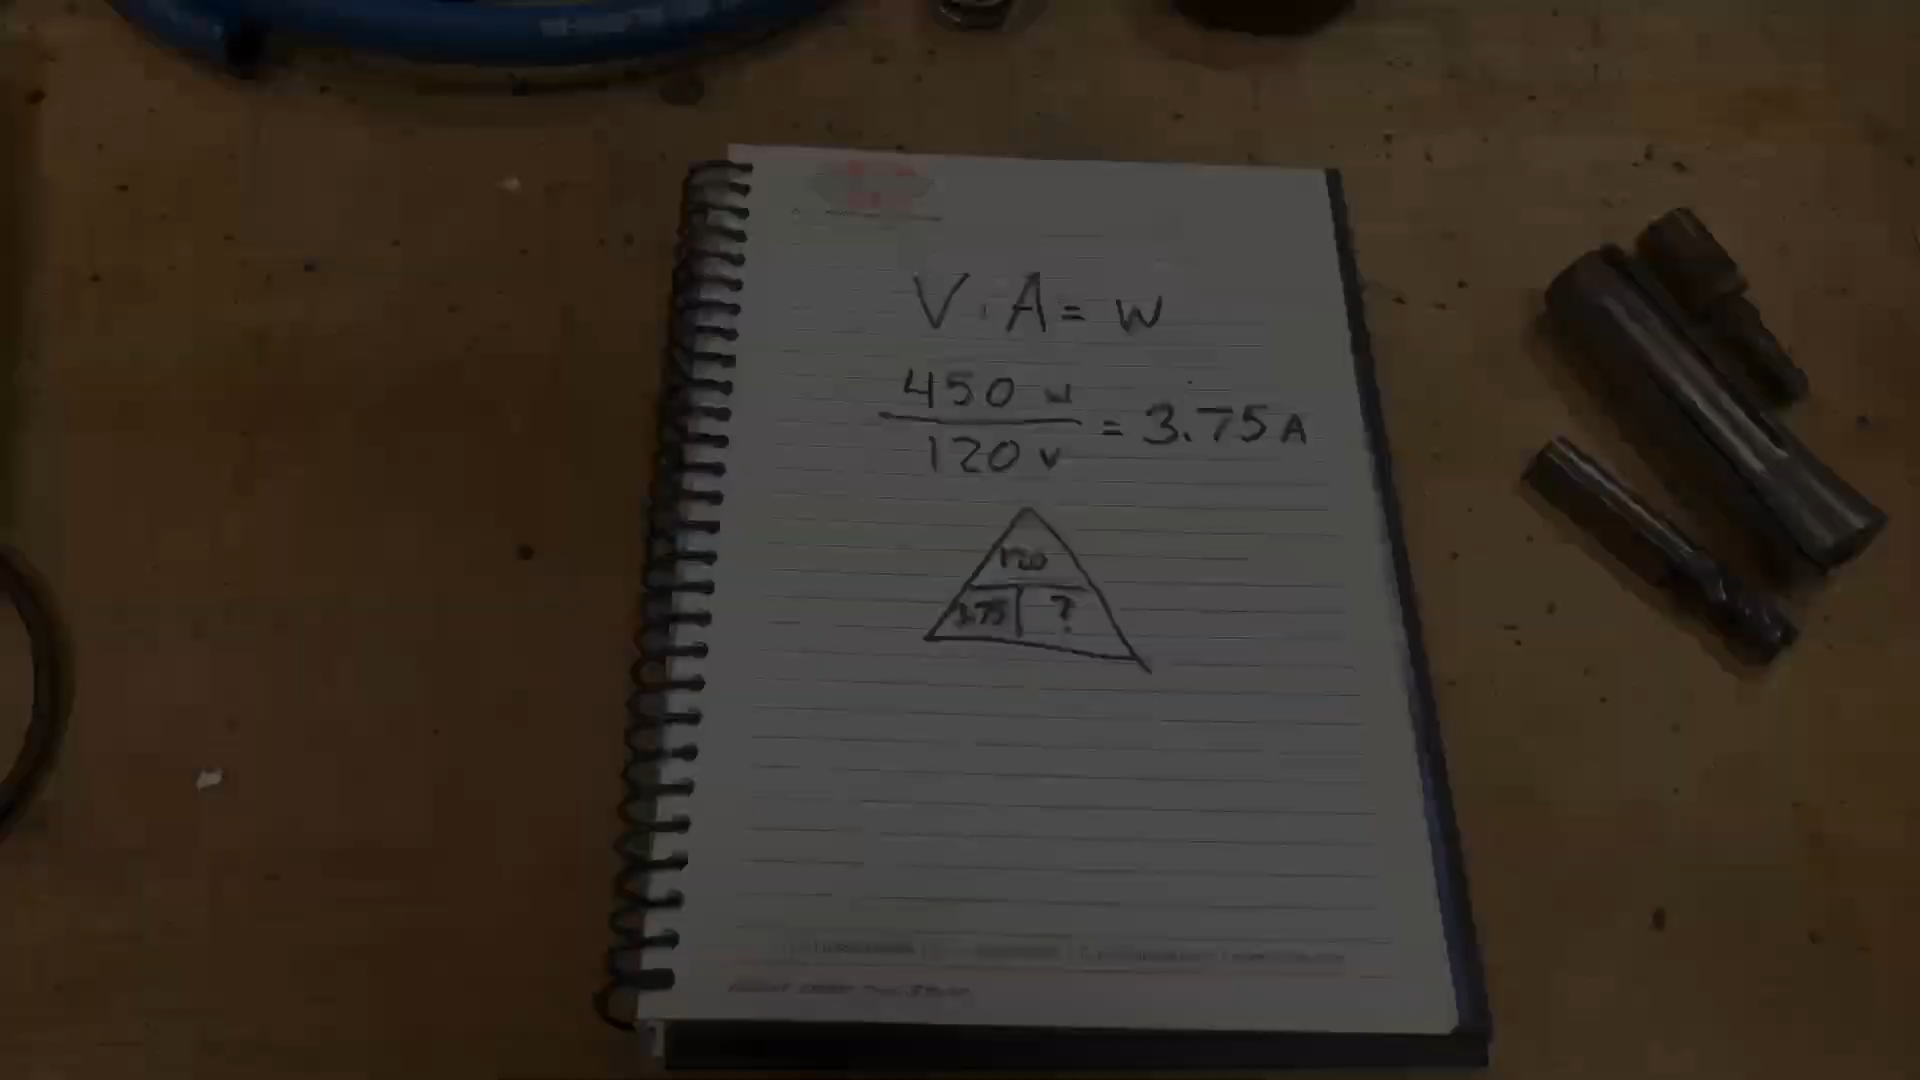 V · A = W
450 W
120 V
= 3.75 A
120
3.75 ?